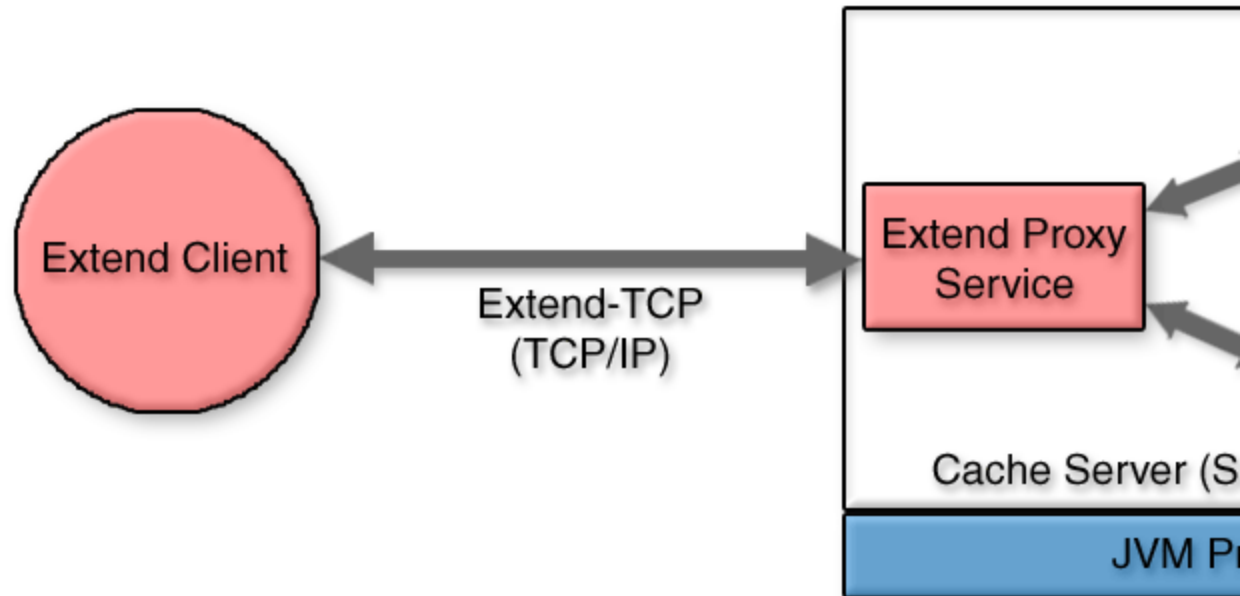 Extend Client
Extend-TCP
(TCP/IP)
Extend Proxy
Service
Cache Server
JVM